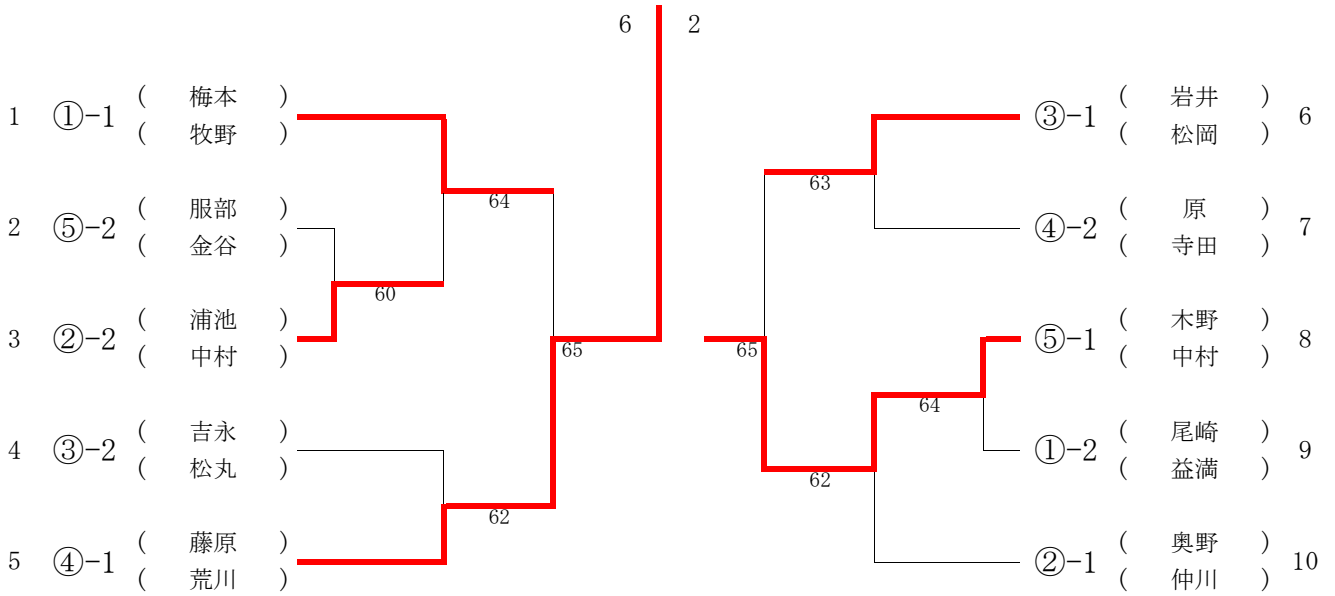 6 2
1 ①-1 ( 梅本 )
( 牧野 )
2 ⑤-2 ( 服部 )
( 金谷 )
3 ②-2 ( 浦池 )
( 中村 )
4 ③-2 ( 吉永 )
( 松丸 )
5 ④-1 ( 藤原 )
( 荒川 )
64
60
65
62
③-1 ( 岩井 ) 6
( 松岡 )
④-2 ( 原 ) 7
( 寺田 )
⑤-1 ( 木野 ) 8
( 中村 )
①-2 ( 尾崎 ) 9
( 益満 )
②-1 ( 奥野 ) 10
( 仲川 )
63
65
64
62